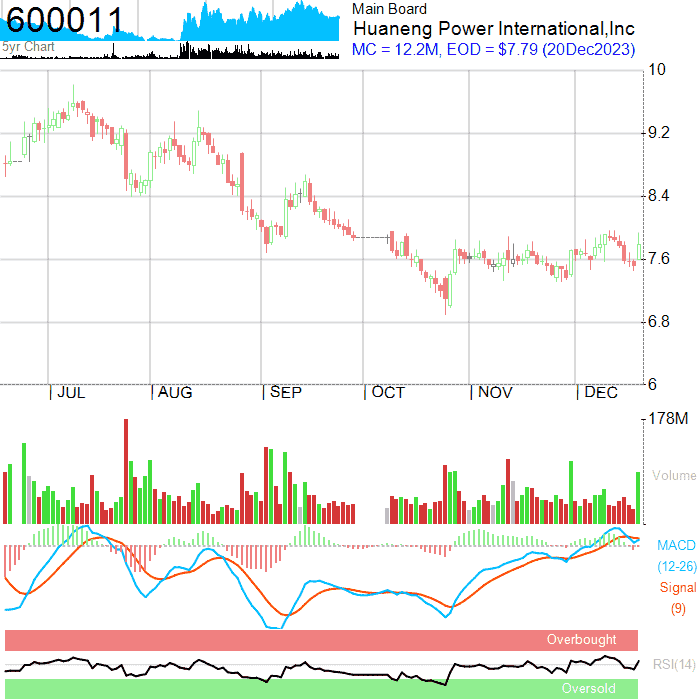 600011
5yr Chart
Main Board
Huaneng Power International,Inc
MC = 12.2M, EOD = $7.79 (20Dec2023)
10
9.2
8.4
7.6
6.8
6
JUL AUG SEP OCT NOV DEC
178M
Volume
MACD
(12-26)
Signal
(9)
Overbought
RSI(14)
Oversold